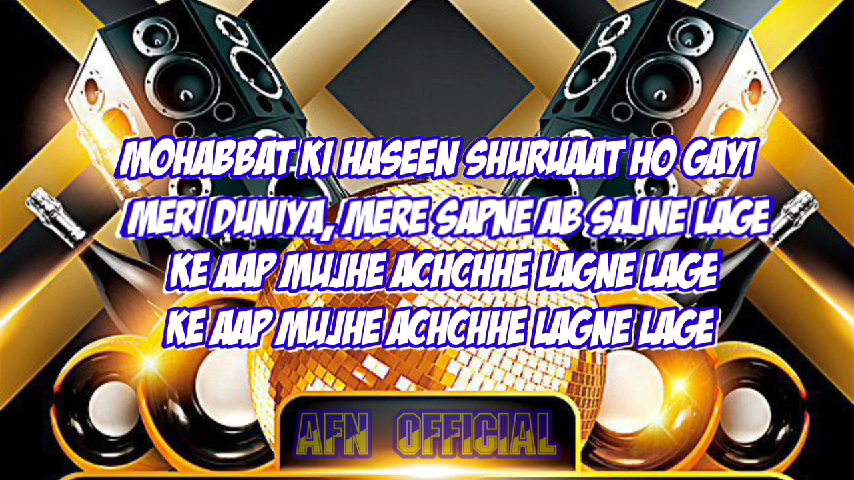 MOHABBAT KI HASEEN SHURUAAT HO GAYI
MERI DUNIYA, MERE SAPNE AB SAJNE LAGE
KE AAP MUJHE ACHCHHE LAGNE LAGE
KE AAP MUJHE ACHCHHE LAGNE LAGE
AFN OFFICIAL